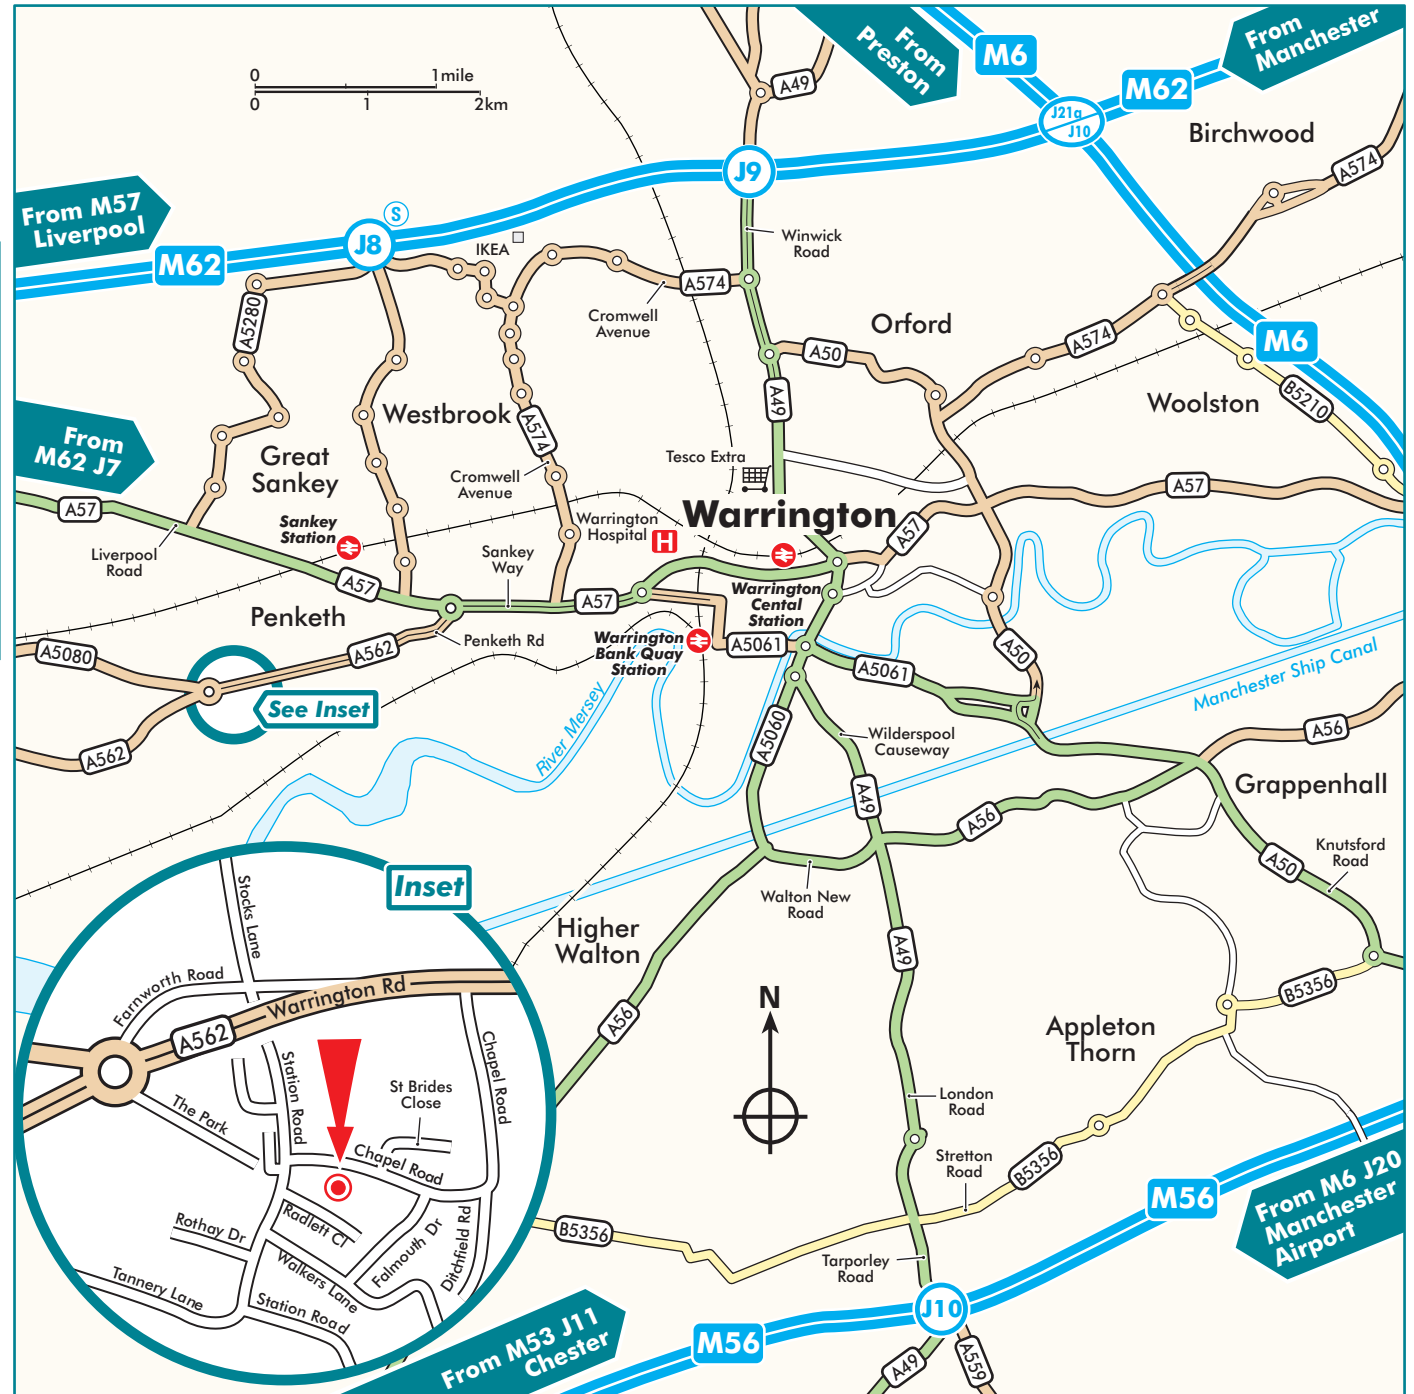 0
1mile
0
1
2km
From
Preston
M6
From
Manchester
M62
A49
J21a
J10
Birchwood
A574
J9
From M57
Liverpool
M62
J8
S
IKEA
Winwick
Road
A574
Cromwell
Avenue
A5280
Orford
A50
A574
M6
A49
Westbrook
A574
Woolston
B5210
From
M62 J7
Great
Sankey
Cromwell
Avenue
Tesco Extra
A57
A57
Warrington
Warrington
Hospital
H
A57
Sankey
Station
Liverpool
Road
Sankey
Way
A57
A57
Warrington
Cental
Station
Penketh
Penketh Rd
Warrington
Bank Quay
Station
A5061
A5061
A50
A5080
A562
See Inset
A562
River Mersey
Manchester Ship Canal
A5060
Wilderspool
Causeway
A56
A49
Grappenhall
A56
A50
Knutsford
Road
Walton New
Road
Higher
Walton
A49
A56
N
B5356
Appleton
Thorn
London
Road
Stretton
Road
B5356
B5356
M56
From M6 J20
Manchester
Airport
Tarporley
Road
J10
M56
From M53 J11
Chester
A49
A559
Inset
Stocks Lane
Farnworth Road
Warrington Rd
A562
Station Road
Chapel Road
The Park
St Brides
Close
Chapel Road
Radlett Cl
Rothay Dr
Walkers Lane
Falmouth Dr
Ditchfield Rd
Tannery Lane
Station Road